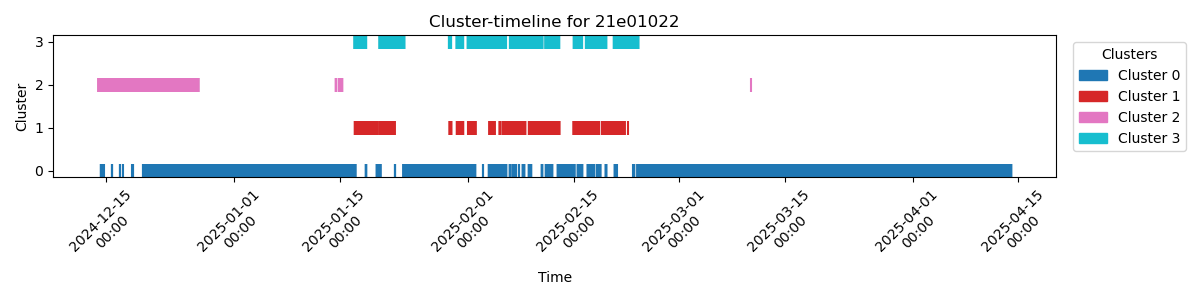 Cluster-timeline for 21e01022
Cluster
3
2
1
0
2024-12-15
00:00
2025-01-01
00:00
2025-01-15
00:00
2025-02-01
00:00
2025-02-15
00:00
2025-03-01
00:00
2025-03-15
00:00
2025-04-01
00:00
2025-04-15
00:00
Time
Clusters
Cluster 0
Cluster 1
Cluster 2
Cluster 3